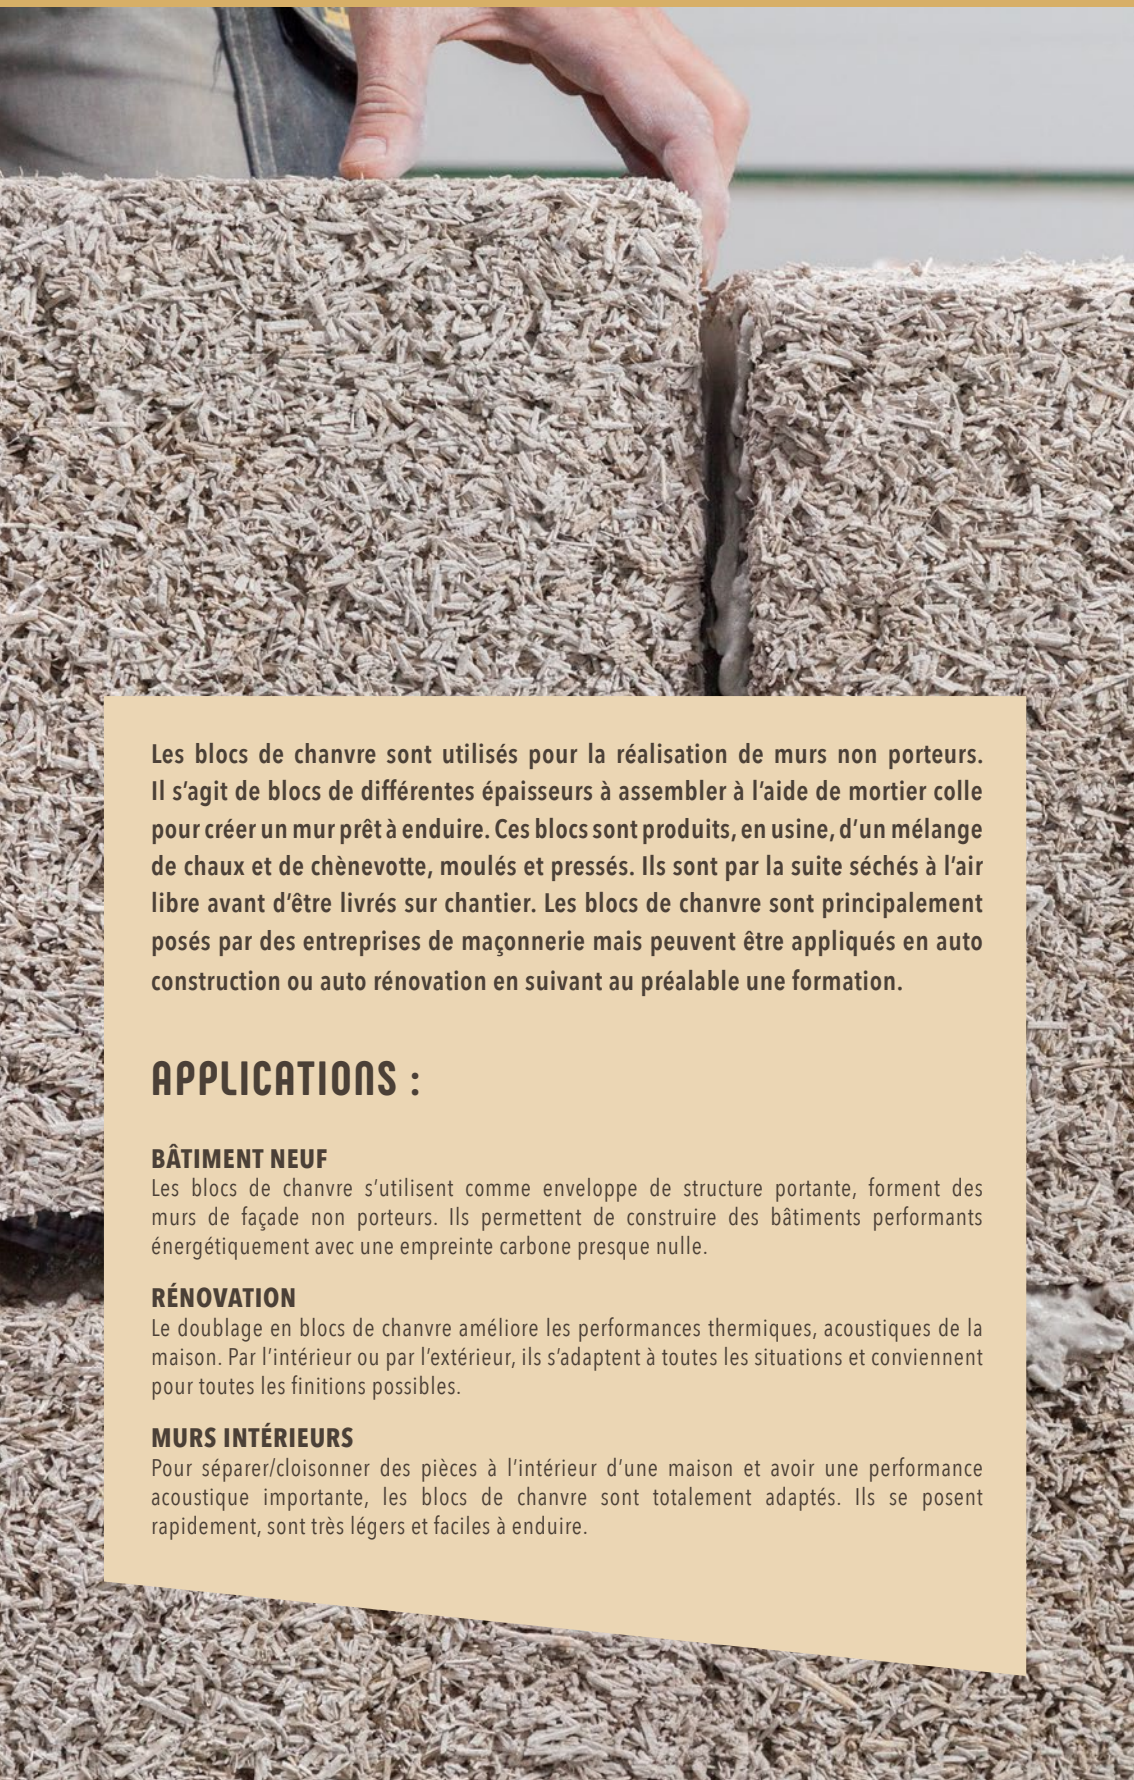 Les blocs de chanvre sont utilisés pour la réalisation de murs non porteurs.
Il s’agit de blocs de différentes épaisseurs à assembler à l’aide de mortier colle
pour créer un mur prêt à enduire. Ces blocs sont produits, en usine, d’un mélange
de chaux et de chènevotte, moulés et pressés. Ils sont par la suite séchés à l’air
libre avant d’être livrés sur chantier. Les blocs de chanvre sont principalement
posés par des entreprises de maçonnerie mais peuvent être appliqués en auto
construction ou auto rénovation en suivant au préalable une formation.
APPLICATIONS :
BÂTIMENT NEUF
Les blocs de chanvre s’utilisent comme enveloppe de structure portante, forment des
murs de façade non porteurs. Ils permettent de construire des bâtiments performants
énergétiquement avec une empreinte carbone presque nulle.
RÉNOVATION
Le doublage en blocs de chanvre améliore les performances thermiques, acoustiques de la
maison. Par l’intérieur ou par l’extérieur, ils s’adaptent à toutes les situations et conviennent
pour toutes les finitions possibles.
MURS INTÉRIEURS
Pour séparer/cloisonner des pièces à l’intérieur d’une maison et avoir une performance
acoustique importante, les blocs de chanvre sont totalement adaptés. Ils se posent
rapidement, sont très légers et faciles à enduire.